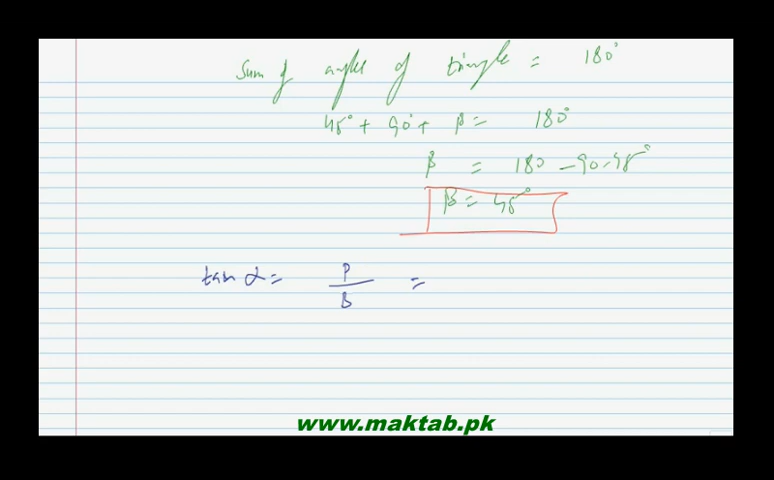 Sum of angles of triangle = 180°
45° + 90° + β = 180°
β = 180 - 90 - 45°
β = 45°
tan α = P/B =
www.maktab.pk